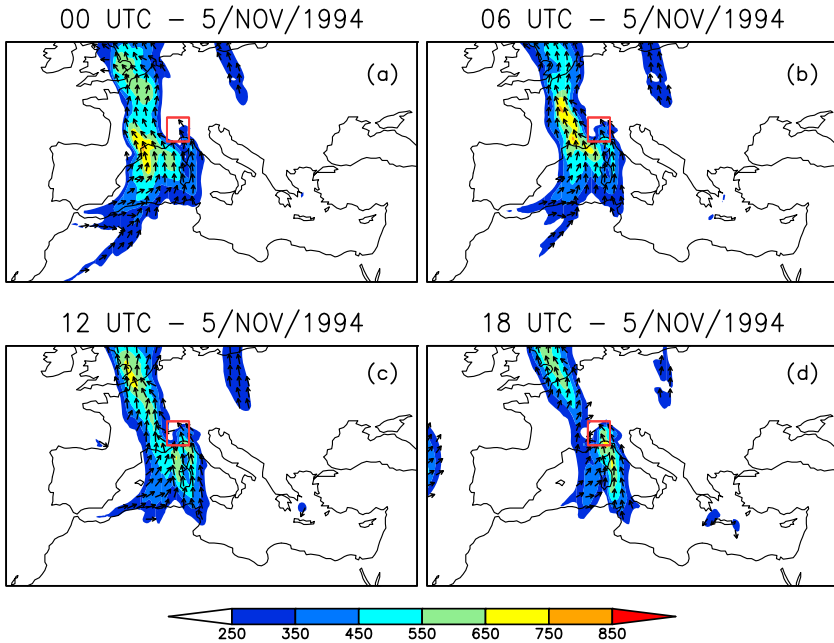 00 UTC - 5/NOV/1994
06 UTC - 5/NOV/1994
(a)
(b)
12 UTC - 5/NOV/1994
18 UTC - 5/NOV/1994
(c)
(d)
250 350 450 550 650 750 850